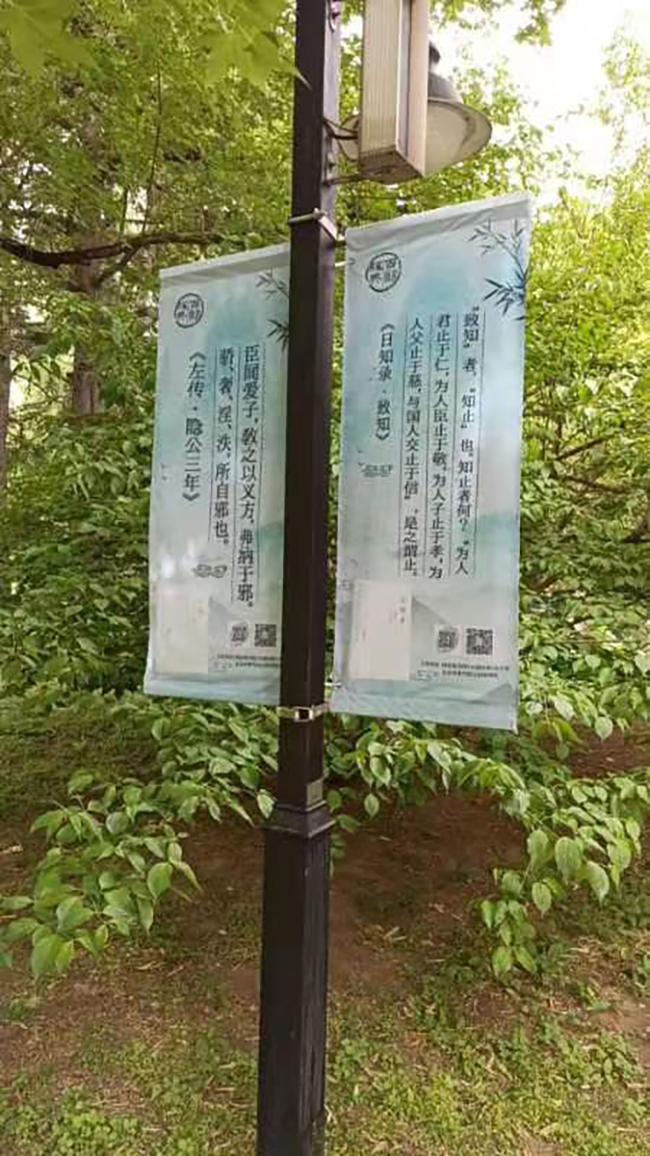 臣闻爱子，教之以义方，弗纳于邪。
骄、奢、淫、泆，所自邪也。
《左传·隐公三年》
“致知”者，“知止”也。知止者何？“为人
君止于仁，为人臣止于敬，为人子止于孝，为
人父止于慈，与国人交止于信”，是之谓止。
《日知录·致知》